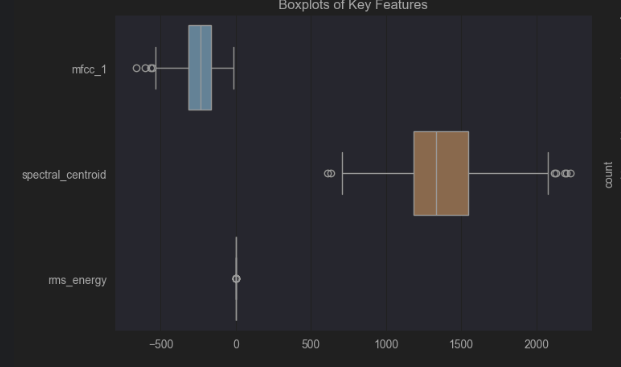 Boxplots of Key Features
mfcc_1
spectral_centroid
rms_energy
count
−500 0 500 1000 1500 2000